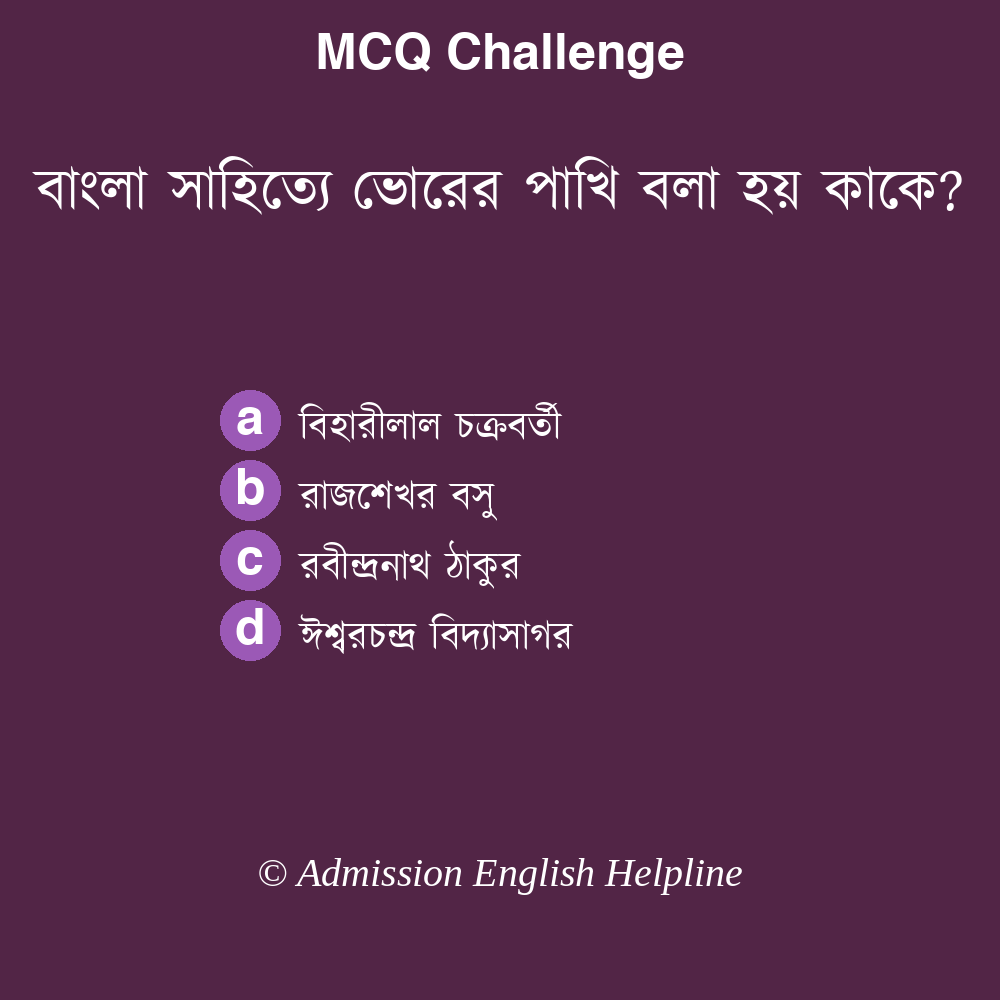 MCQ Challenge
বাংলা সাহিত্যে ভোরের পাখি বলা হয় কাকে?
a বিহারীলাল চক্রবর্তী
b রাজশেখর বসু
c রবীন্দ্রনাথ ঠাকুর
d ঈশ্বরচন্দ্র বিদ্যাসাগর
© Admission English Helpline